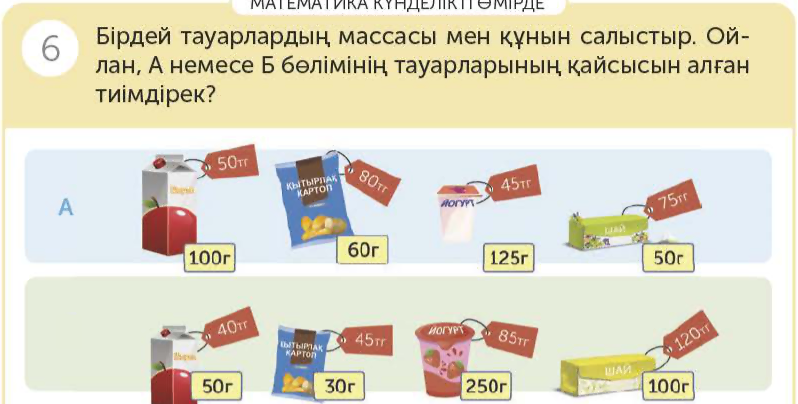 МАТЕМАТИКА КҮНДЕЛІКТІ ӨМІРДЕ
6
Бірдей тауарлардың массасы мен құнын салыстыр. Ой-
лан, А немесе Б бөлімінің тауарларының қайсысын алған
тиімдірек?
А
Шырын
50тг
100г
ҚЫТЫРЛАҚ
КАРТОП
80тг
60г
ЙОГУРТ
45тг
125г
ШАЙ
75тг
50г
Шырын
40тг
50г
ҚЫТЫРЛАҚ
КАРТОП
45тг
30г
ЙОГУРТ
85тг
250г
ШАЙ
120тг
100г